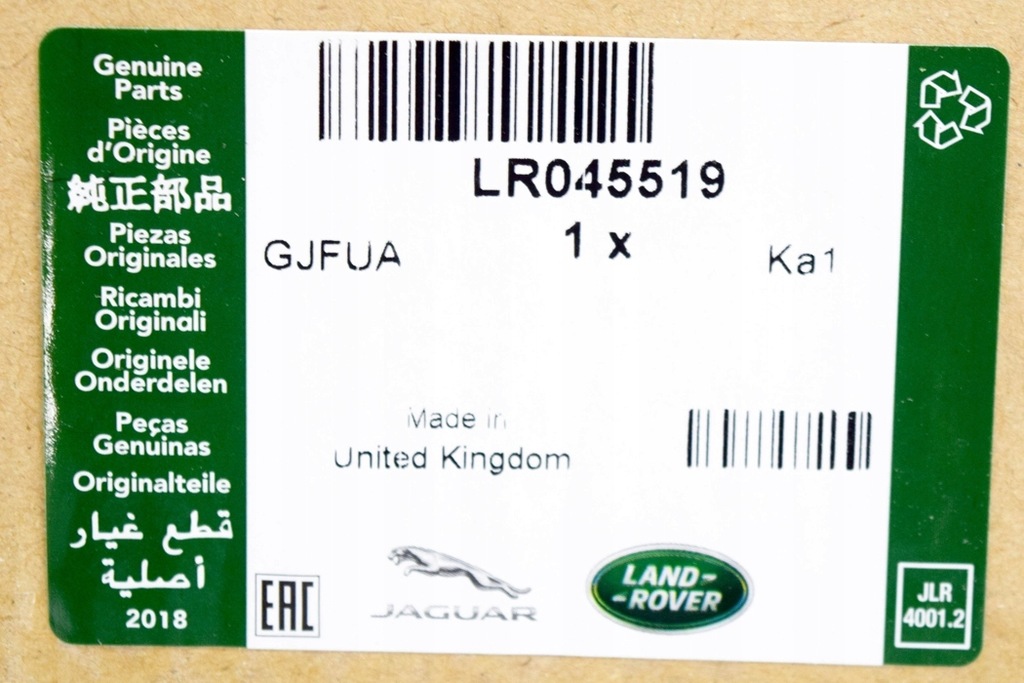 Genuine
Parts
Pièces
d'Origine
純正部品
Piezas
Originales
Ricambi
Originali
Originele
Onderdelen
Peças
Genuínas
Originalteile
قطع غيار
أصلية
2018
LR045519
1 x
GJFUA
Ka1
Made in
United Kingdom
EAC
JAGUAR
LAND-
-ROVER
JLR
4001.2